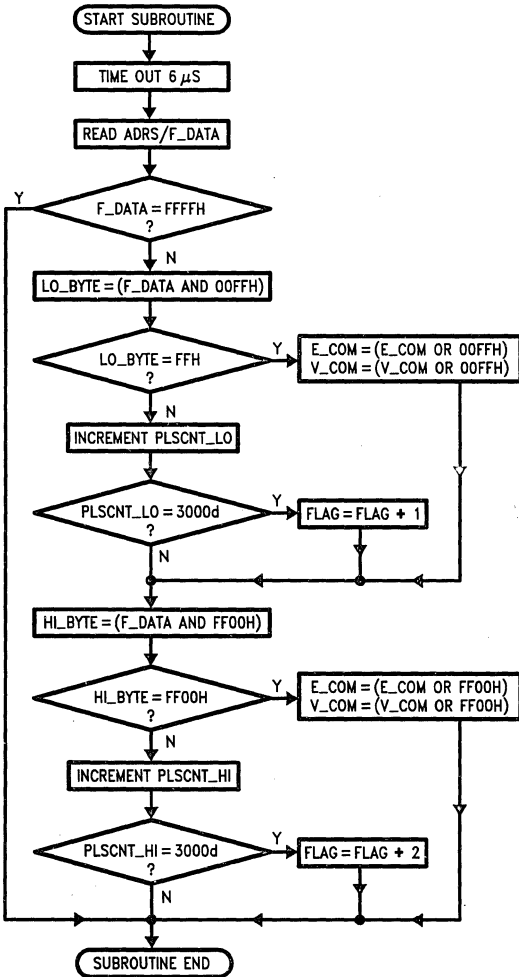 START SUBROUTINE
TIME OUT 6 μS
READ ADRS/F_DATA
Y
F_DATA = FFFFH
?
N
LO_BYTE = (F_DATA AND 00FFH)
LO_BYTE = FFH
?
Y
E_COM = (E_COM OR 00FFH)
V_COM = (V_COM OR 00FFH)
N
INCREMENT PLSCNT_LO
PLSCNT_LO = 3000d
?
Y
FLAG = FLAG + 1
N
HI_BYTE = (F_DATA AND FF00H)
HI_BYTE = FF00H
?
Y
E_COM = (E_COM OR FF00H)
V_COM = (V_COM OR FF00H)
N
INCREMENT PLSCNT_HI
PLSCNT_HI = 3000d
?
Y
FLAG = FLAG + 2
N
SUBROUTINE END